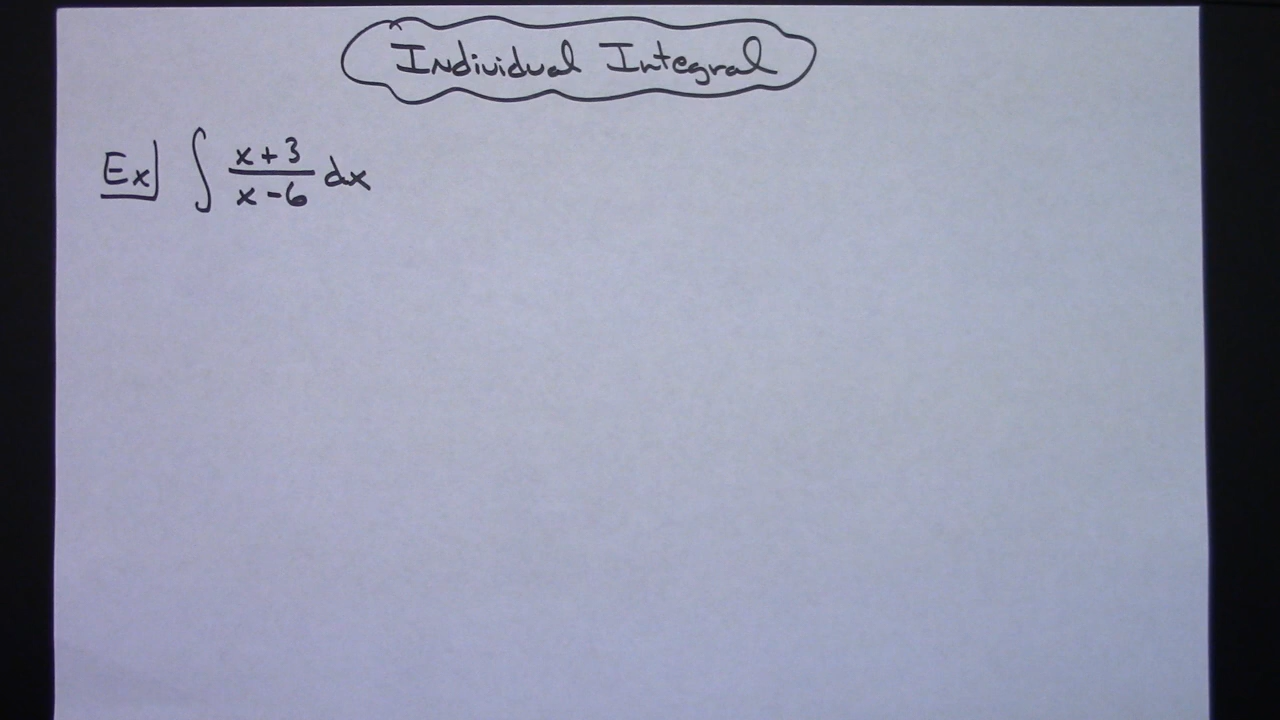 Individual Integral
Ex] ∫ (x+3)/(x-6) dx